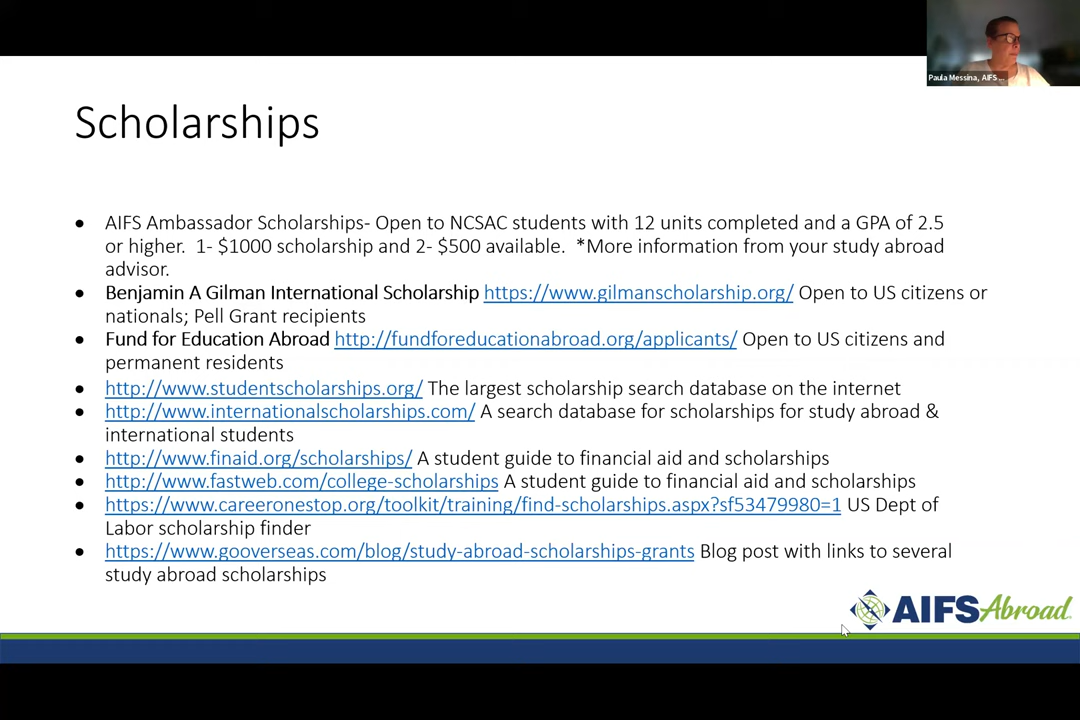 Paula Messina, AIFS ...
Scholarships
• AIFS Ambassador Scholarships- Open to NCSAC students with 12 units completed and a GPA of 2.5
or higher.  1- $1000 scholarship and 2- $500 available.  *More information from your study abroad
advisor.
• Benjamin A Gilman International Scholarship https://www.gilmanscholarship.org/ Open to US citizens or
nationals; Pell Grant recipients
• Fund for Education Abroad http://fundforeducationabroad.org/applicants/ Open to US citizens and
permanent residents
• http://www.studentscholarships.org/ The largest scholarship search database on the internet
• http://www.internationalscholarships.com/ A search database for scholarships for study abroad &
international students
• http://www.finaid.org/scholarships/ A student guide to financial aid and scholarships
• http://www.fastweb.com/college-scholarships A student guide to financial aid and scholarships
• https://www.careeronestop.org/toolkit/training/find-scholarships.aspx?sf53479980=1 US Dept of
Labor scholarship finder
• https://www.gooverseas.com/blog/study-abroad-scholarships-grants Blog post with links to several
study abroad scholarships
AIFS Abroad